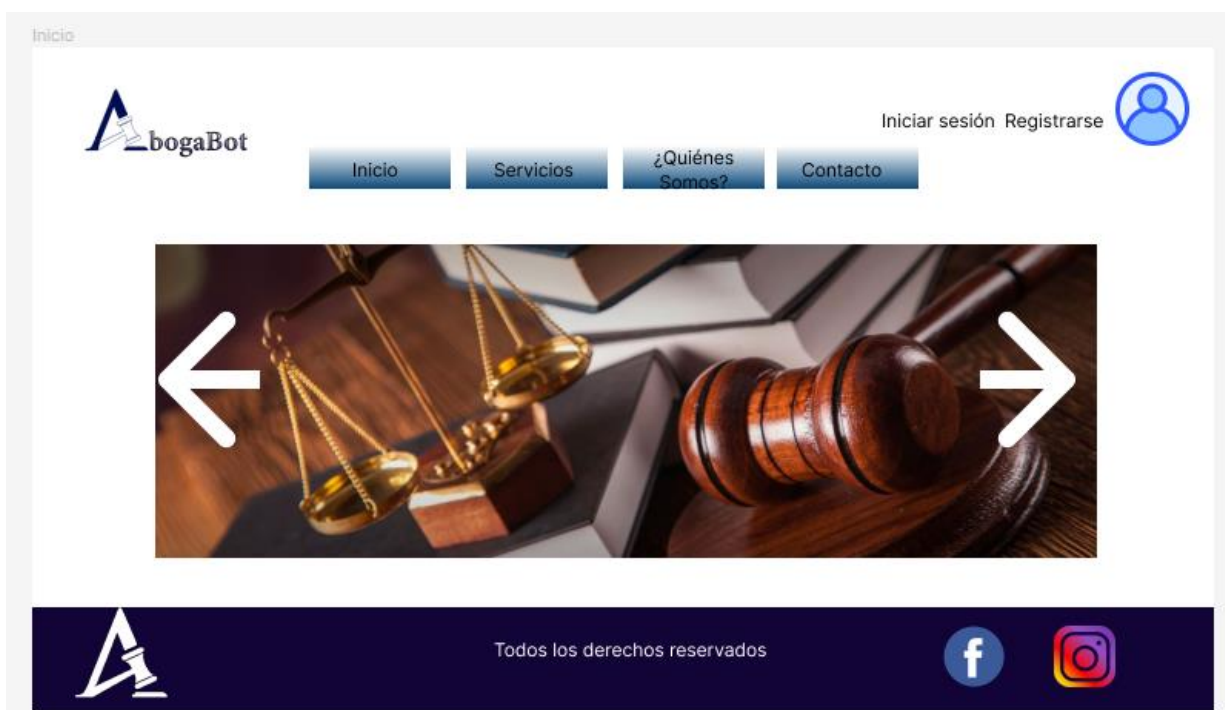 Inicio
AbogaBot
Iniciar sesión Registrarse
Inicio
Servicios
¿Quiénes
Somos?
Contacto
Todos los derechos reservados